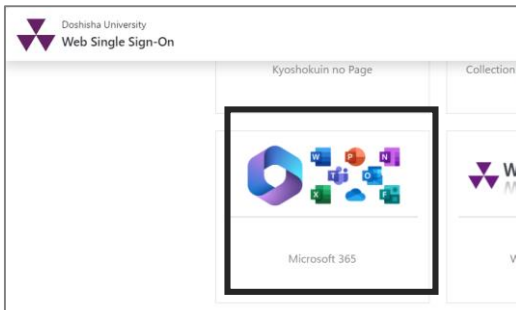 Doshisha University
Web Single Sign-On
Kyoshokuin no Page
Collection
W P N
T O
X F
Microsoft 365
W